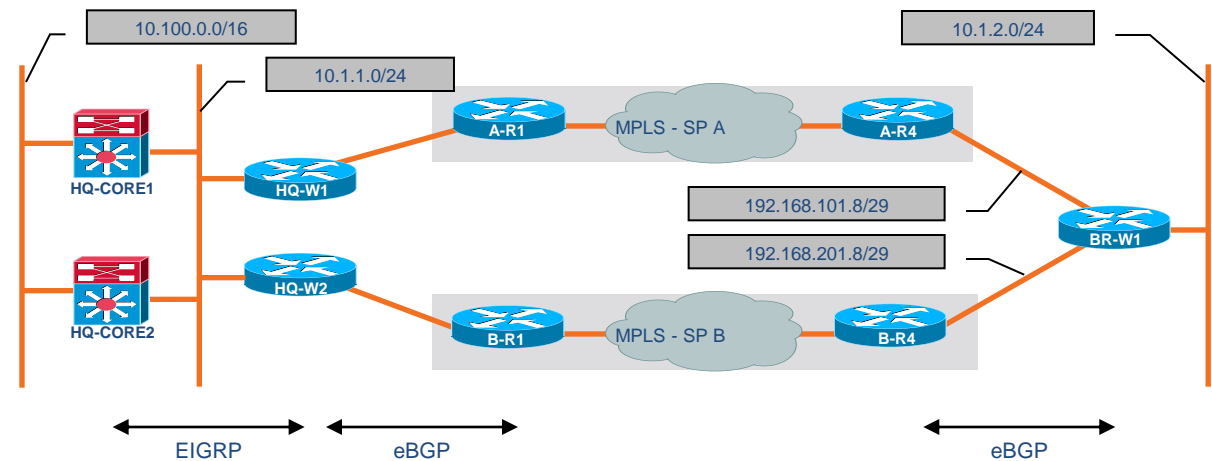 10.100.0.0/16
10.1.2.0/24
10.1.1.0/24
A-R1
MPLS - SP A
A-R4
HQ-CORE1
HQ-W1
192.168.101.8/29
BR-W1
192.168.201.8/29
HQ-W2
HQ-CORE2
B-R1
MPLS - SP B
B-R4
EIGRP
eBGP
eBGP